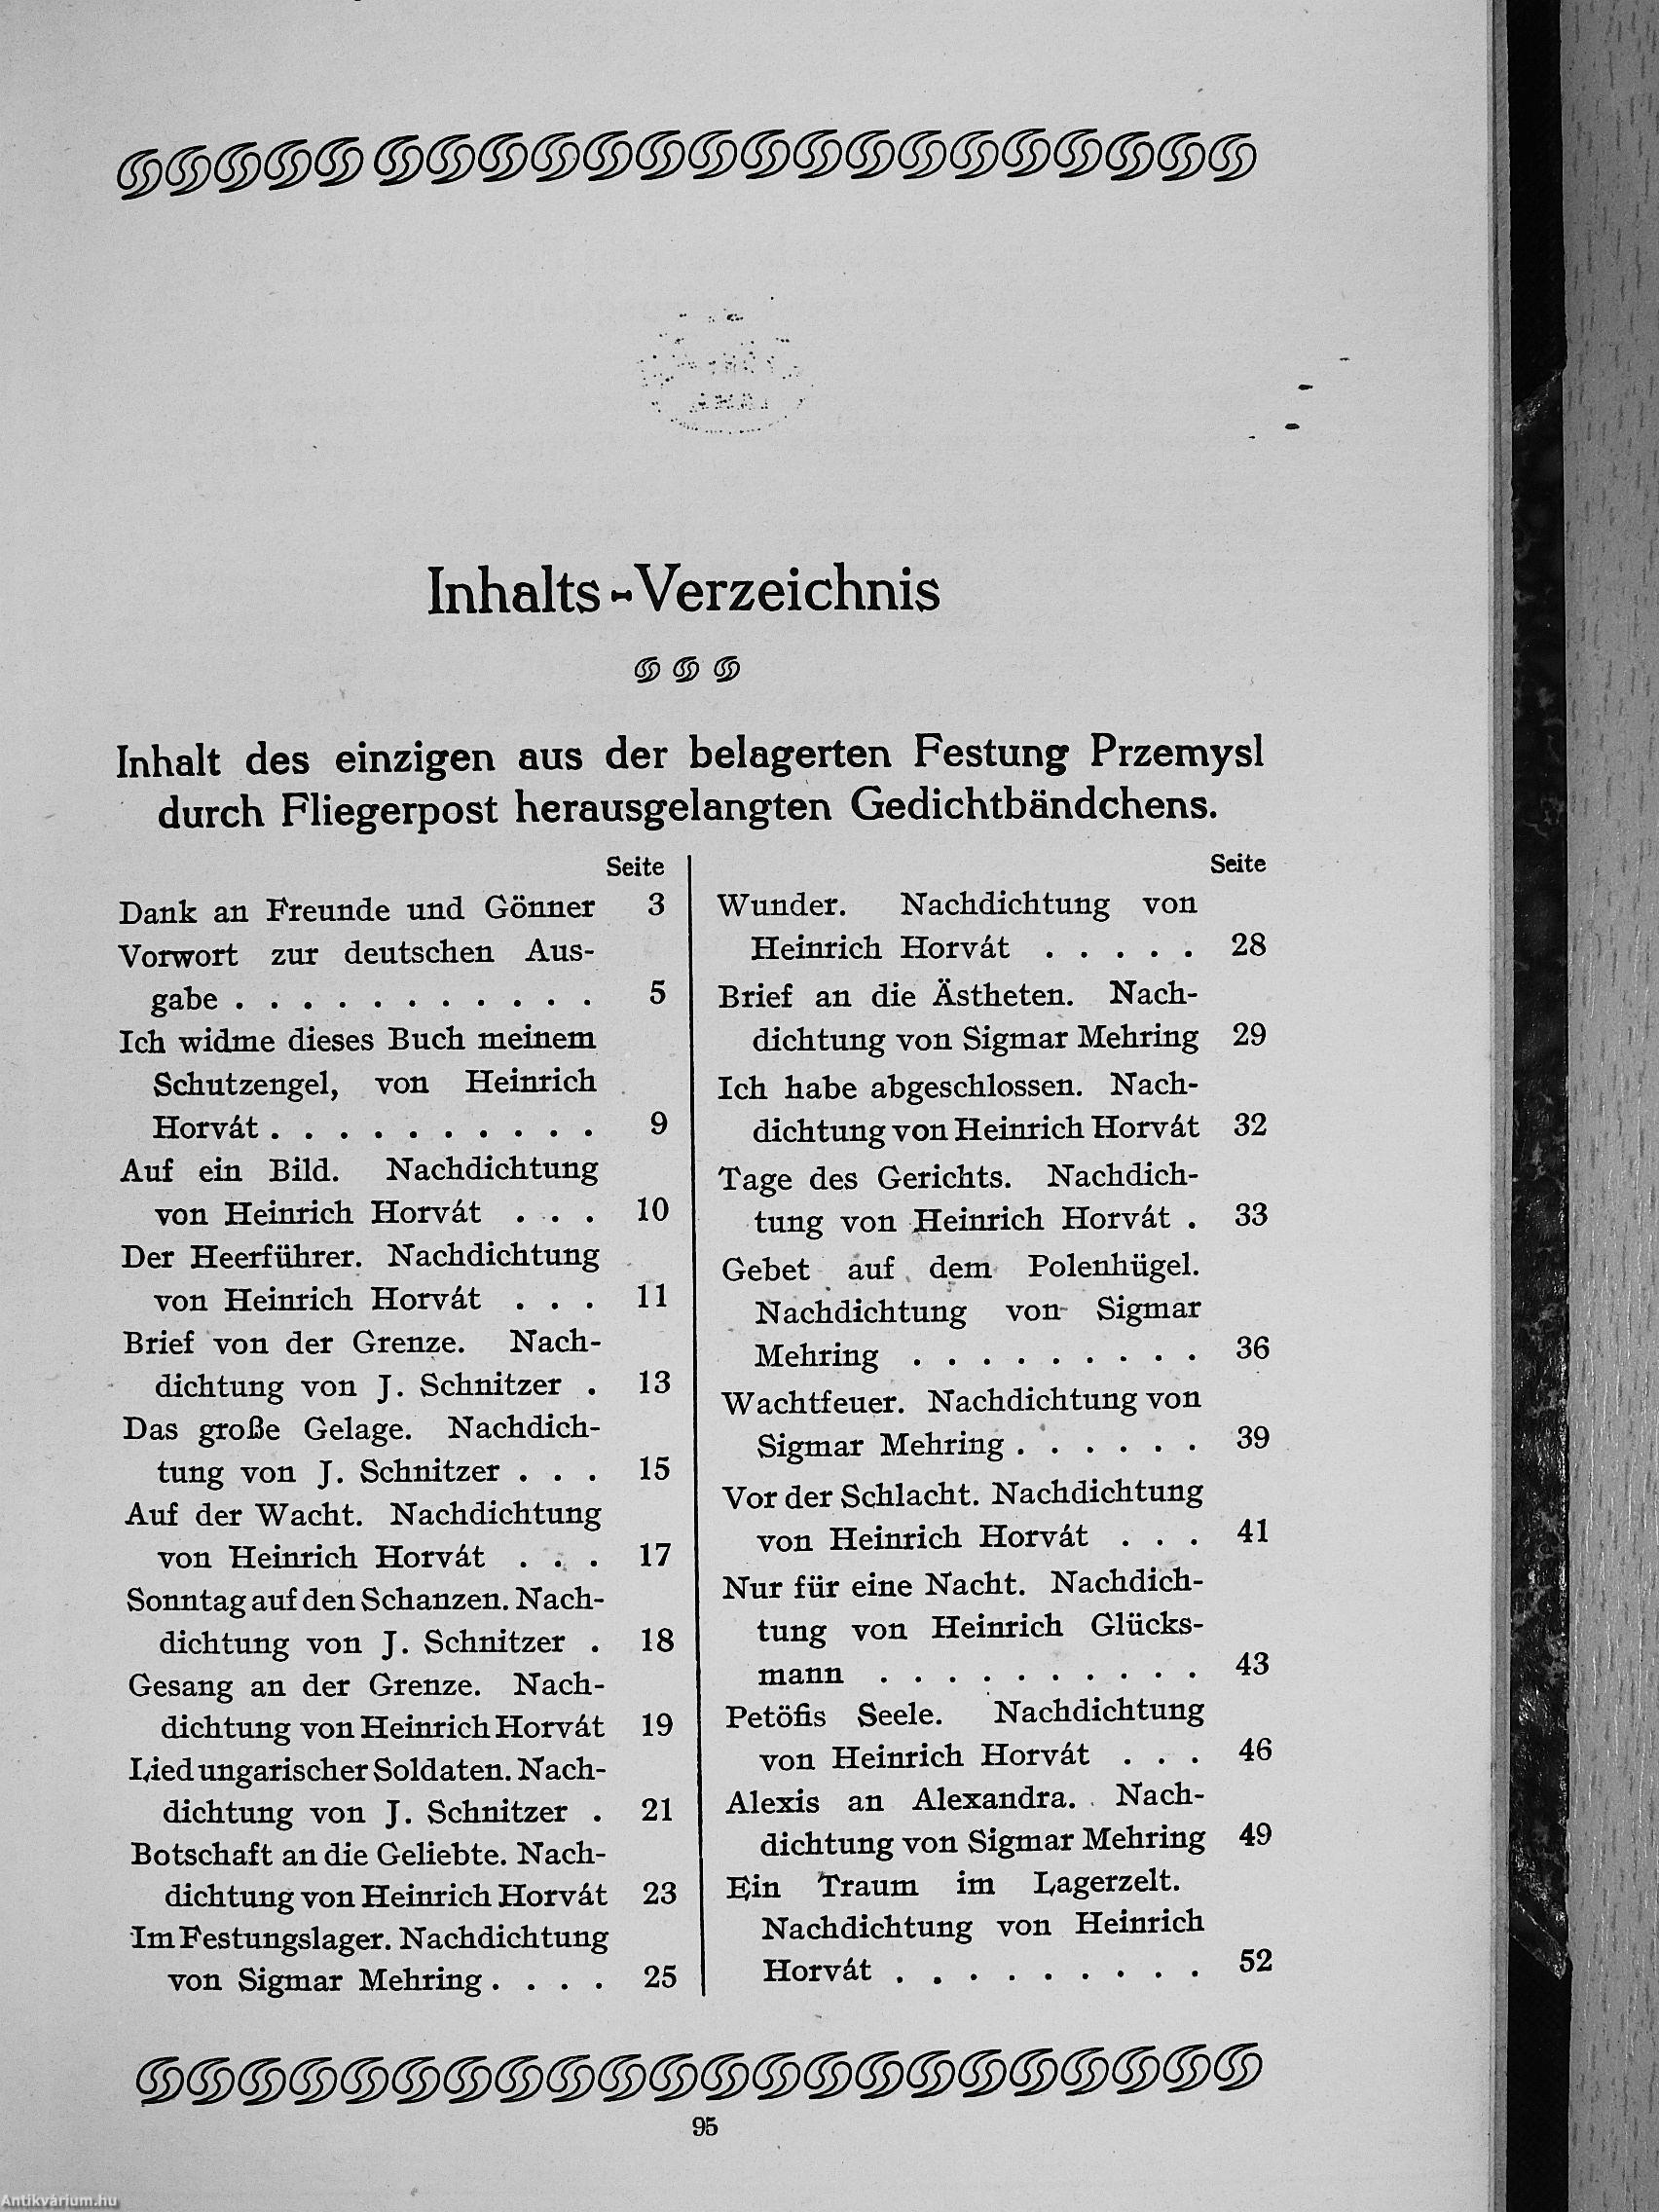 Inhalts-Verzeichnis
Inhalt des einzigen aus der belagerten Festung Przemysl
durch Fliegerpost herausgelangten Gedichtbändchens.
Seite
Dank an Freunde und Gönner 3
Vorwort zur deutschen Aus-
gabe . . . . . . . . . . . 5
Ich widme dieses Buch meinem
Schutzengel, von Heinrich
Horvát . . . . . . . . . . 9
Auf ein Bild. Nachdichtung
von Heinrich Horvát . . . 10
Der Heerführer. Nachdichtung
von Heinrich Horvát . . . 11
Brief von der Grenze. Nach-
dichtung von J. Schnitzer . 13
Das große Gelage. Nachdich-
tung von J. Schnitzer . . . 15
Auf der Wacht. Nachdichtung
von Heinrich Horvát . . . 17
Sonntag auf den Schanzen. Nach-
dichtung von J. Schnitzer . 18
Gesang an der Grenze. Nach-
dichtung von Heinrich Horvát 19
Lied ungarischer Soldaten. Nach-
dichtung von J. Schnitzer . 21
Botschaft an die Geliebte. Nach-
dichtung von Heinrich Horvát 23
Im Festungslager. Nachdichtung
von Sigmar Mehring . . . . 25
Seite
Wunder. Nachdichtung von
Heinrich Horvát . . . . . 28
Brief an die Ästheten. Nach-
dichtung von Sigmar Mehring 29
Ich habe abgeschlossen. Nach-
dichtung von Heinrich Horvát 32
Tage des Gerichts. Nachdich-
tung von Heinrich Horvát . 33
Gebet auf dem Polenhügel.
Nachdichtung von Sigmar
Mehring . . . . . . . . . 36
Wachtfeuer. Nachdichtung von
Sigmar Mehring . . . . . . 39
Vor der Schlacht. Nachdichtung
von Heinrich Horvát . . . 41
Nur für eine Nacht. Nachdich-
tung von Heinrich Glücks-
mann . . . . . . . . . . 43
Petöfis Seele. Nachdichtung
von Heinrich Horvát . . . 46
Alexis an Alexandra. Nach-
dichtung von Sigmar Mehring 49
Ein Traum im Lagerzelt.
Nachdichtung von Heinrich
Horvát . . . . . . . . . . 52
95
Antikvárium.hu